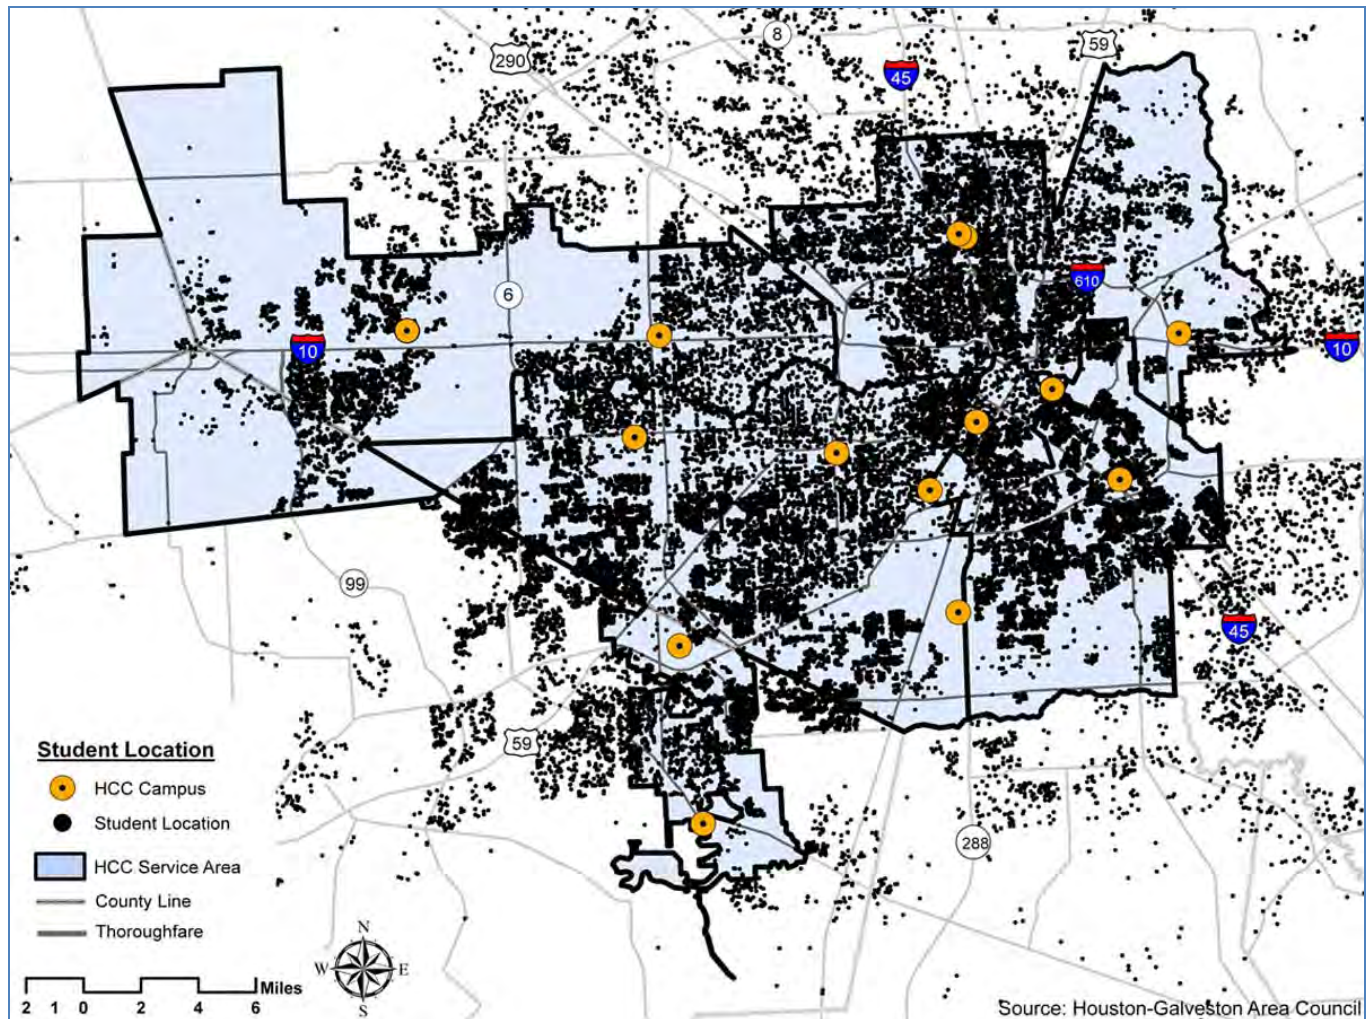 8
59
290
45
610
6
10
10
99
45
59
288
Student Location
HCC Campus
Student Location
HCC Service Area
County Line
Thoroughfare
N
W E
S
Miles
2 1 0 2 4 6
Source: Houston-Galveston Area Council